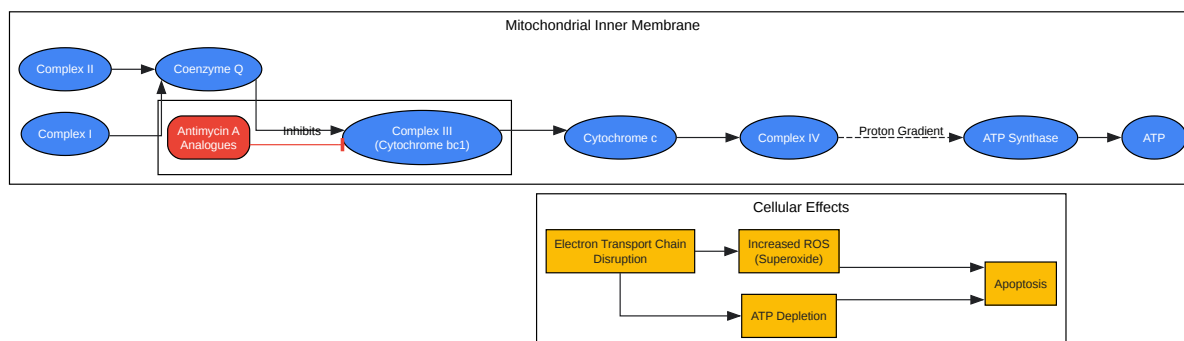 Mitochondrial Inner Membrane
Complex II
Coenzyme Q
Complex I
Antimycin A
Analogues
Inhibits
Complex III
(Cytochrome bc1)
Cytochrome c
Complex IV
Proton Gradient
ATP Synthase
ATP
Cellular Effects
Electron Transport Chain
Disruption
Increased ROS
(Superoxide)
ATP Depletion
Apoptosis